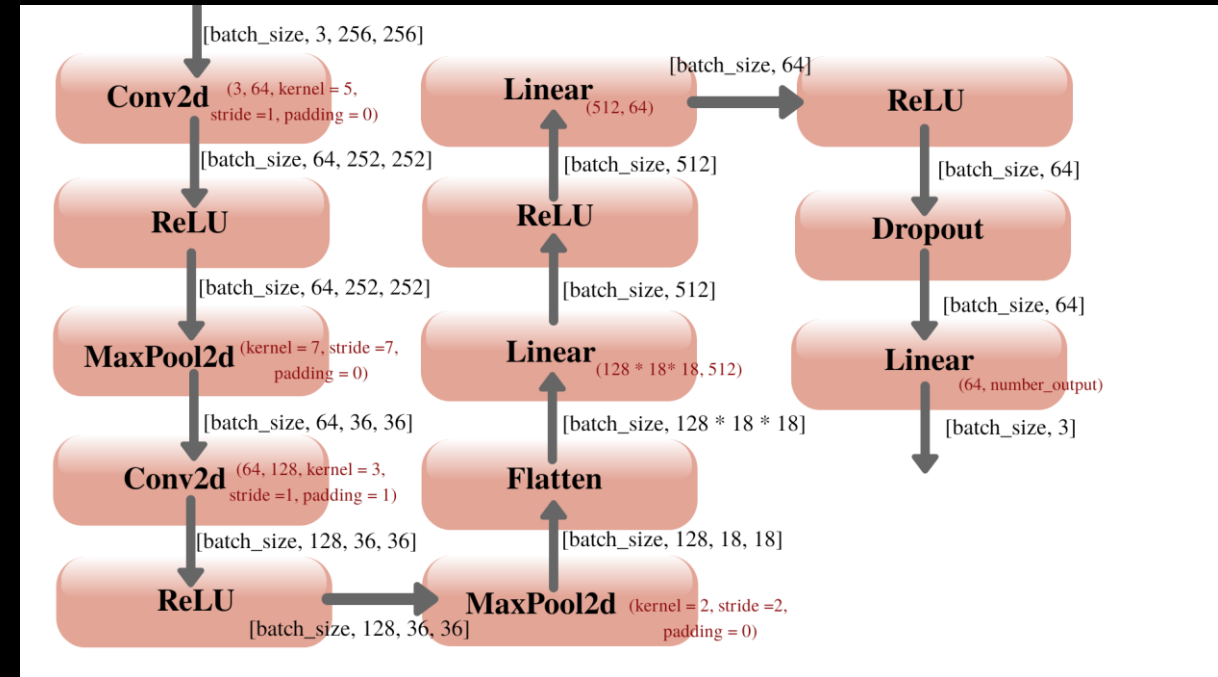 [batch_size, 3, 256, 256]
Conv2d
(3, 64, kernel = 5,
stride =1, padding = 0)
[batch_size, 64, 252, 252]
ReLU
[batch_size, 64, 252, 252]
MaxPool2d
(kernel = 7, stride =7,
padding = 0)
[batch_size, 64, 36, 36]
Conv2d
(64, 128, kernel = 3,
stride =1, padding = 1)
[batch_size, 128, 36, 36]
ReLU
[batch_size, 128, 36, 36]
MaxPool2d
(kernel = 2, stride =2,
padding = 0)
[batch_size, 128, 18, 18]
Flatten
[batch_size, 128 * 18 * 18]
Linear
(128 * 18* 18, 512)
[batch_size, 512]
ReLU
[batch_size, 512]
Linear
(512, 64)
[batch_size, 64]
ReLU
[batch_size, 64]
Dropout
[batch_size, 64]
Linear
(64, number_output)
[batch_size, 3]